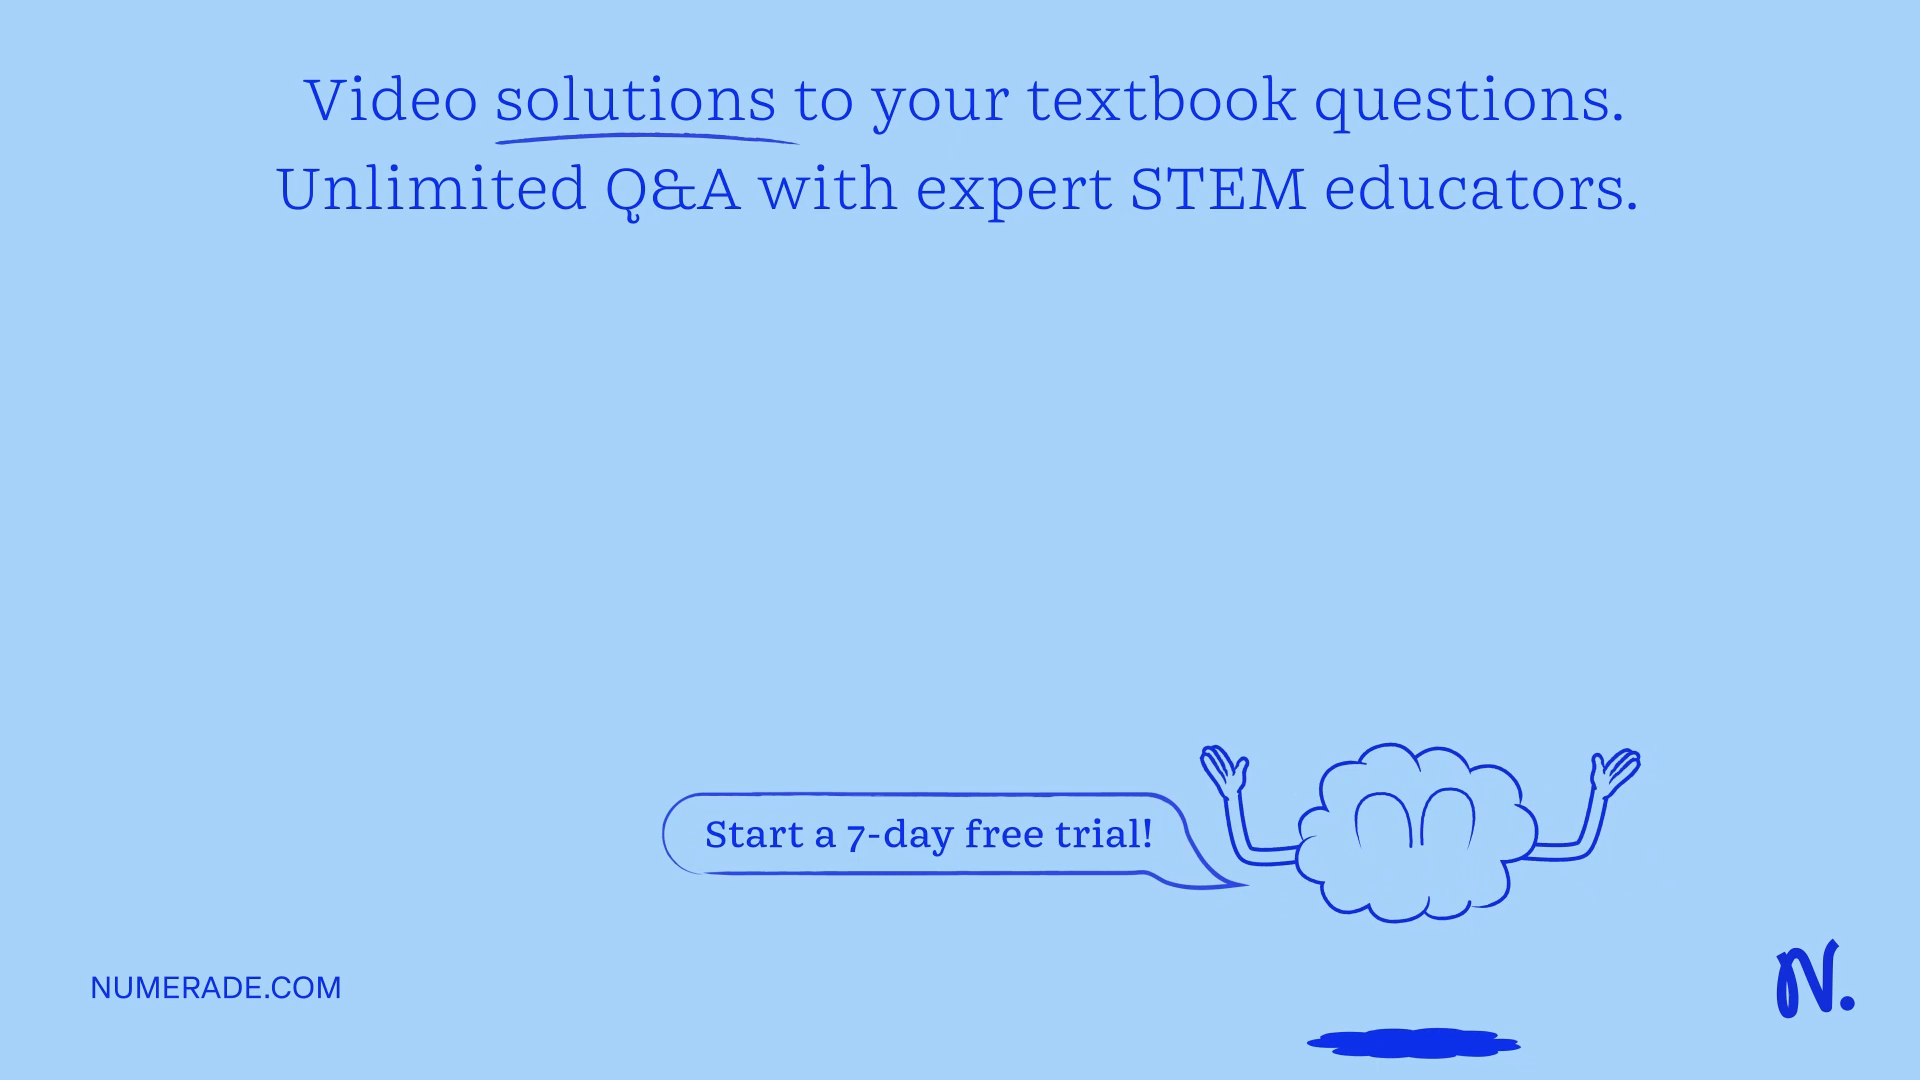 Video solutions to your textbook questions.
Unlimited Q&A with expert STEM educators.
Start a 7-day free trial!
NUMERADE.COM
N.